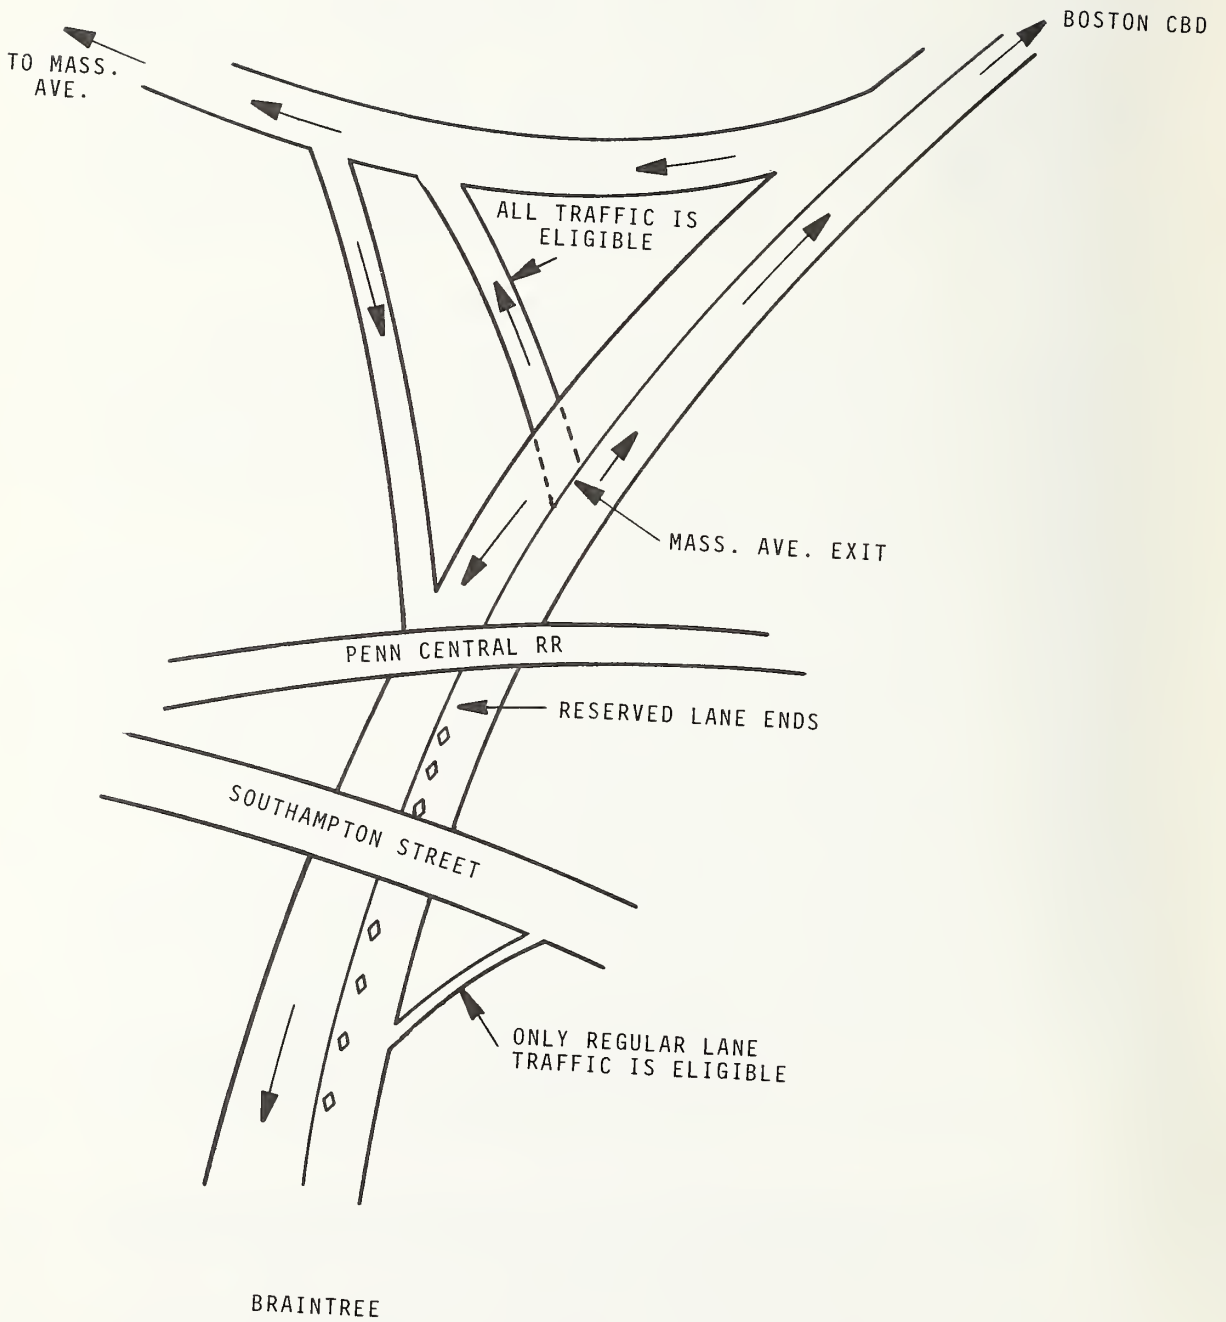 BOSTON CBD
TO MASS.
AVE.
ALL TRAFFIC IS
ELIGIBLE
MASS. AVE. EXIT
PENN CENTRAL RR
RESERVED LANE ENDS
SOUTHAMPTON STREET
ONLY REGULAR LANE
TRAFFIC IS ELIGIBLE
BRAINTREE